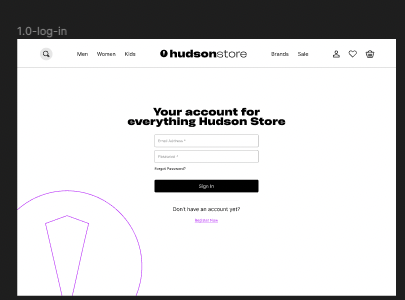 1.0-log-in
Men Women Kids hudsonstore Brands Sale
Your account for
everything Hudson Store
Email Address *
Password *
Forgot Password?
Sign In
Don't have an account yet?
Register Now